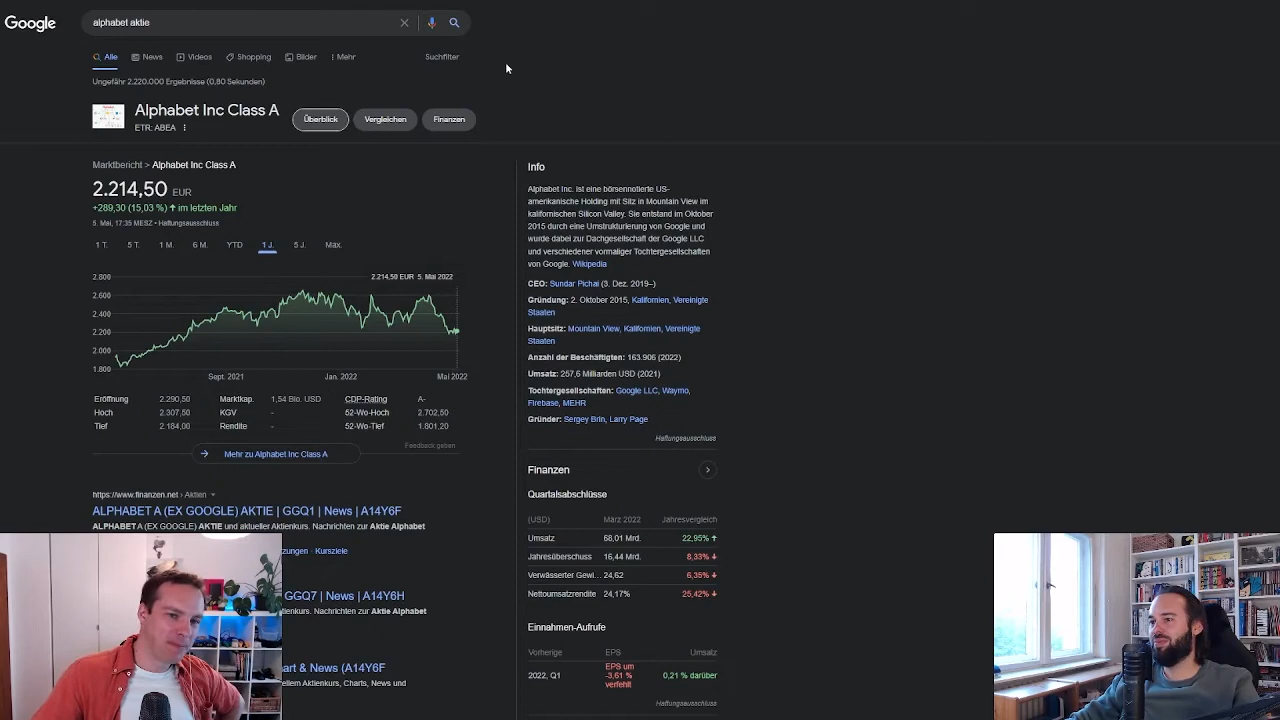 Google
alphabet aktie
Alle
News
Videos
Shopping
Bilder
Mehr
Suchfilter
Ungefähr 2.220.000 Ergebnisse (0,80 Sekunden)
Alphabet Inc Class A
ETR: ABEA
Überblick
Vergleichen
Finanzen
Marktbericht > Alphabet Inc Class A
2.214,50 EUR
+289,30 (15,03 %) ↑ im letzten Jahr
5. Mai, 17:35 MESZ • Haftungsausschluss
1 T. 5 T. 1 M. 6 M. YTD 1 J. 5 J. Max.
2.214,50 EUR 5. Mai 2022
2.800
2.600
2.400
2.200
2.000
1.800
Sept. 2021 Jan. 2022 Mai 2022
Eröffnung 2.290,50 Marktkap. 1,54 Bio. USD CDP-Rating A-
Hoch 2.307,50 KGV - 52-Wo-Hoch 2.702,50
Tief 2.184,00 Rendite - 52-Wo-Tief 1.801,20
Feedback geben
Mehr zu Alphabet Inc Class A
https://www.finanzen.net › Aktien
ALPHABET A (EX GOOGLE) AKTIE | GGQ1 | News | A14Y6F
ALPHABET A (EX GOOGLE) AKTIE und aktueller Aktienkurs. Nachrichten zur Alphabet
zungen · Kursziele
GGQ7 | News | A14Y6H
Aktienkurs. Nachrichten zur Aktie Alphabet
art & News (A14Y6F
ellem Aktienkurs, Charts, News und
Info
Alphabet Inc. ist eine börsennotierte US-
amerikanische Holding mit Sitz in Mountain View im
kalifornischen Silicon Valley. Sie entstand im Oktober
2015 durch eine Umstrukturierung von Google und
wurde dabei zur Dachgesellschaft der Google LLC
und verschiedener vormaliger Tochtergesellschaften
von Google. Wikipedia
CEO: Sundar Pichai (3. Dez. 2019–)
Gründung: 2. Oktober 2015, Kalifornien, Vereinigte
Staaten
Hauptsitz: Mountain View, Kalifornien, Vereinigte
Staaten
Anzahl der Beschäftigten: 163.906 (2022)
Umsatz: 257,6 Milliarden USD (2021)
Tochtergesellschaften: Google LLC, Waymo,
Firebase, MEHR
Gründer: Sergey Brin, Larry Page
Haftungsausschluss
Finanzen
Quartalsabschlüsse
(USD) März 2022 Jahresvergleich
Umsatz 68,01 Mrd. 22,95% ↑
Jahresüberschuss 16,44 Mrd. 8,33% ↓
Verwässerter Gewi... 24,62 6,35% ↓
Nettoumsatzrendite 24,17% 25,42% ↓
Einnahmen-Aufrufe
Vorherige EPS Umsatz
2022, Q1 EPS um -3,61 % verfehlt 0,21 % darüber
Haftungsausschluss